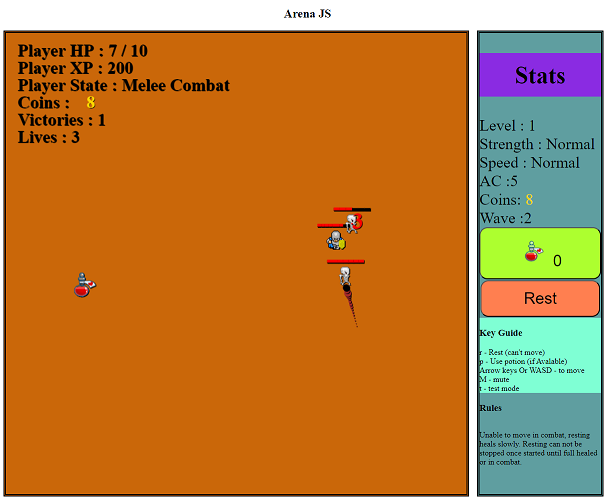 Arena JS
Player HP : 7 / 10
Player XP : 200
Player State : Melee Combat
Coins : 8
Victories : 1
Lives : 3
3
Stats
Level : 1
Strength : Normal
Speed : Normal
AC :5
Coins: 8
Wave :2
0
Rest
Key Guide
r - Rest (can't move)
p - Use potion (if Avalable)
Arrow keys Or WASD - to move
M - mute
t - test mode
Rules
Unable to move in combat, resting
heals slowly. Resting can not be
stopped once started until full healed
or in combat.